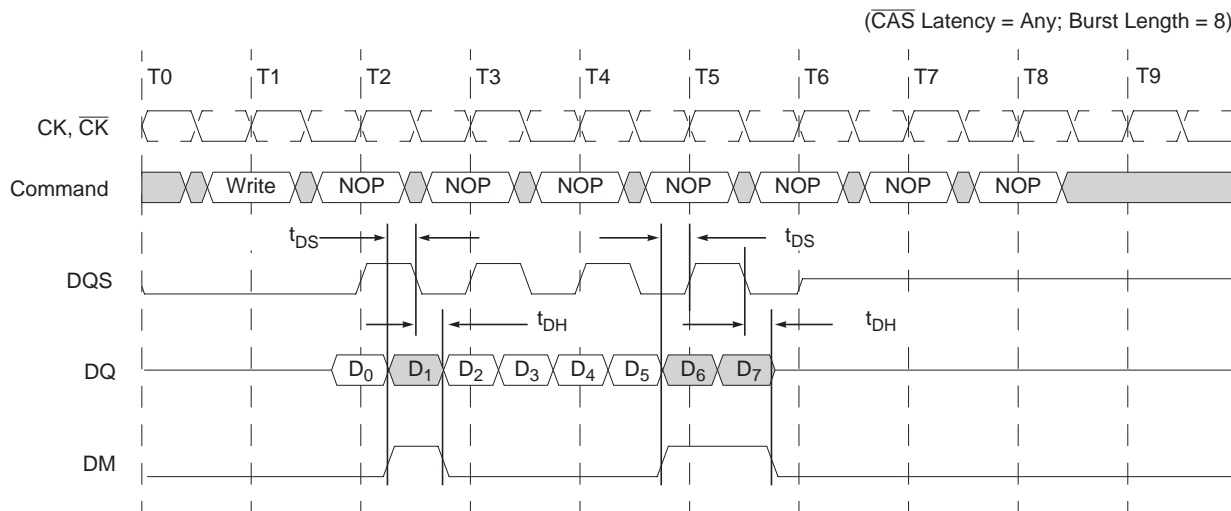 (CAS Latency = Any; Burst Length = 8)
T0 T1 T2 T3 T4 T5 T6 T7 T8 T9
CK, CK
Command Write NOP NOP NOP NOP NOP NOP NOP
tDS tDS
DQS
tDH tDH
DQ D0 D1 D2 D3 D4 D5 D6 D7
DM